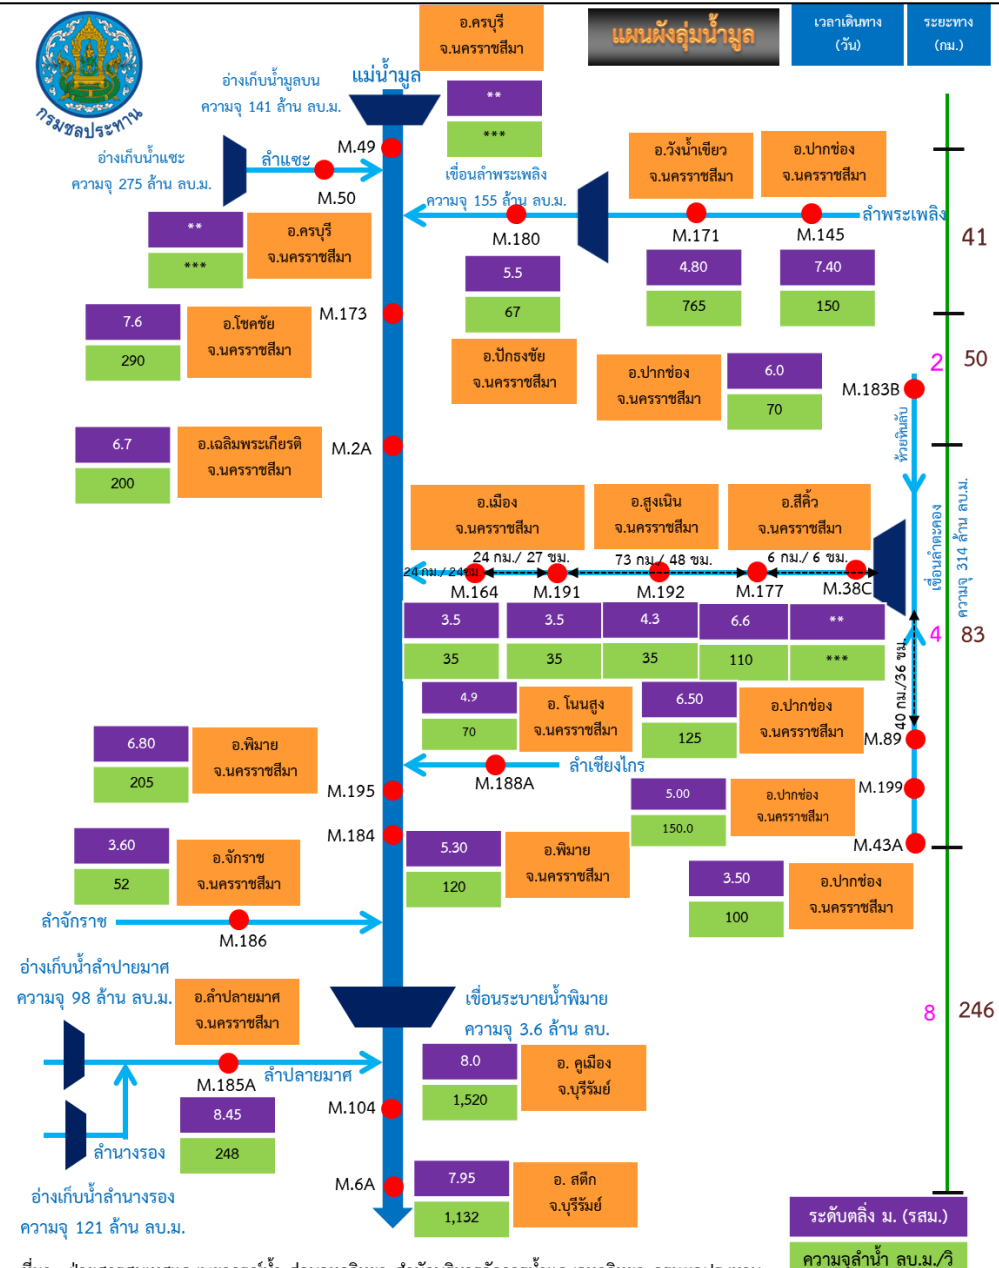 อ.ครบุรี
จ.นครราชสีมา
แผนผังลุ่มน้ำมูล
เวลาเดินทาง
(วัน)
ระยะทาง
(กม.)
กรมชลประทาน
อ่างเก็บน้ำมูลบน
ความจุ 141 ล้าน ลบ.ม.
แม่น้ำมูล
**
***
M.49
อ่างเก็บน้ำแซะ
ความจุ 275 ล้าน ลบ.ม.
ลำแซะ
M.50
เขื่อนลำพระเพลิง
ความจุ 155 ล้าน ลบ.ม.
อ.วังน้ำเขียว
จ.นครราชสีมา
อ.ปากช่อง
จ.นครราชสีมา
ลำพระเพลิง
M.180
M.171
M.145
41
**
***
อ.ครบุรี
จ.นครราชสีมา
5.5
67
4.80
765
7.40
150
7.6
290
อ.โชคชัย
จ.นครราชสีมา
M.173
อ.ปักธงชัย
จ.นครราชสีมา
อ.ปากช่อง
จ.นครราชสีมา
6.0
70
2
50
M.183B
ห้วยหินลับ
6.7
200
อ.เฉลิมพระเกียรติ
จ.นครราชสีมา
M.2A
อ.เมือง
จ.นครราชสีมา
อ.สูงเนิน
จ.นครราชสีมา
อ.สีคิ้ว
จ.นครราชสีมา
เขื่อนลำตะคอง
ความจุ 314 ล้าน ลบ.ม.
24 กม./ 24ชม.
24 กม./ 27 ชม.
73 กม./ 48 ชม.
6 กม./ 6 ชม.
M.164
M.191
M.192
M.177
M.38C
3.5
35
3.5
35
4.3
35
6.6
110
**
***
4
83
40 กม./36 ชม.
4.9
70
อ. โนนสูง
จ.นครราชสีมา
6.50
125
อ.ปากช่อง
จ.นครราชสีมา
M.89
6.80
205
อ.พิมาย
จ.นครราชสีมา
ลำเชียงไกร
M.188A
M.195
5.00
150.0
อ.ปากช่อง
จ.นครราชสีมา
M.199
M.184
M.43A
3.60
52
อ.จักราช
จ.นครราชสีมา
5.30
120
อ.พิมาย
จ.นครราชสีมา
3.50
100
อ.ปากช่อง
จ.นครราชสีมา
ลำจักราช
M.186
อ่างเก็บน้ำลำปายมาศ
ความจุ 98 ล้าน ลบ.ม.
อ.ลำปลายมาศ
จ.นครราชสีมา
เขื่อนระบายน้ำพิมาย
ความจุ 3.6 ล้าน ลบ.
8
246
M.185A
ลำปลายมาศ
8.0
1,520
อ. คูเมือง
จ.บุรีรัมย์
M.104
8.45
248
ลำนางรอง
M.6A
7.95
1,132
อ. สตึก
จ.บุรีรัมย์
อ่างเก็บน้ำลำนางรอง
ความจุ 121 ล้าน ลบ.ม.
ระดับตลิ่ง ม. (รสม.)
ความจุลำน้ำ ลบ.ม./วิ